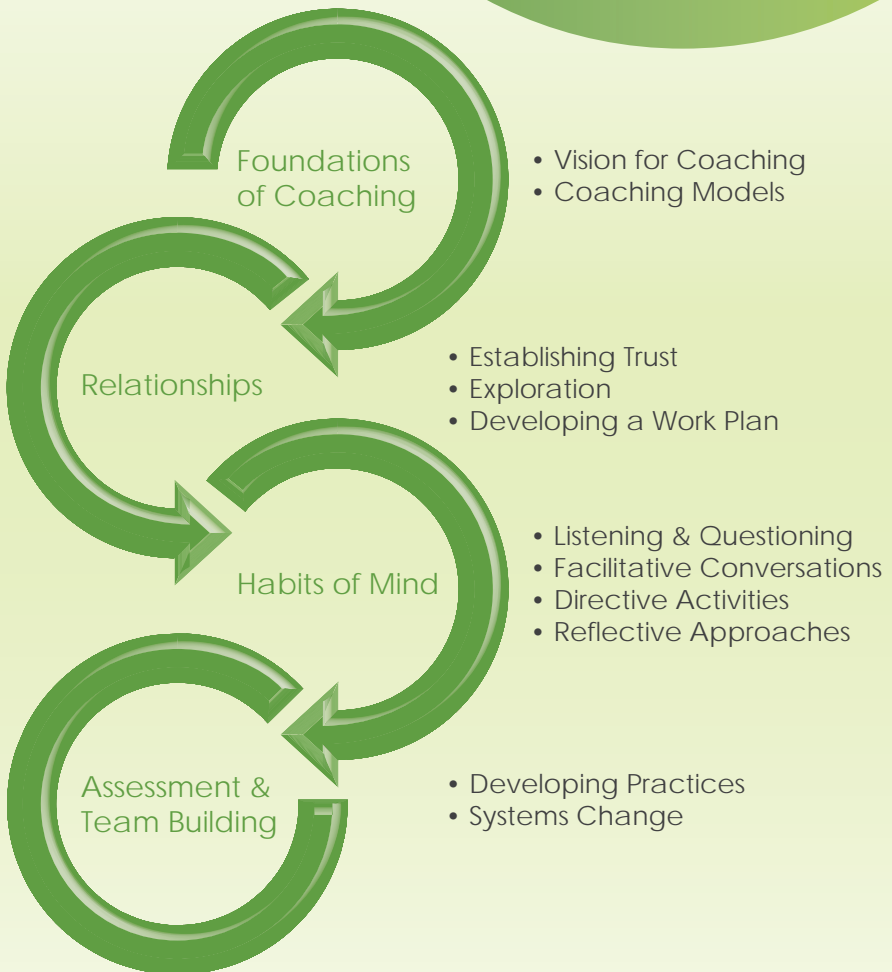 Foundations
of Coaching
• Vision for Coaching
• Coaching Models
Relationships
• Establishing Trust
• Exploration
• Developing a Work Plan
Habits of Mind
• Listening & Questioning
• Facilitative Conversations
• Directive Activities
• Reflective Approaches
Assessment &
Team Building
• Developing Practices
• Systems Change